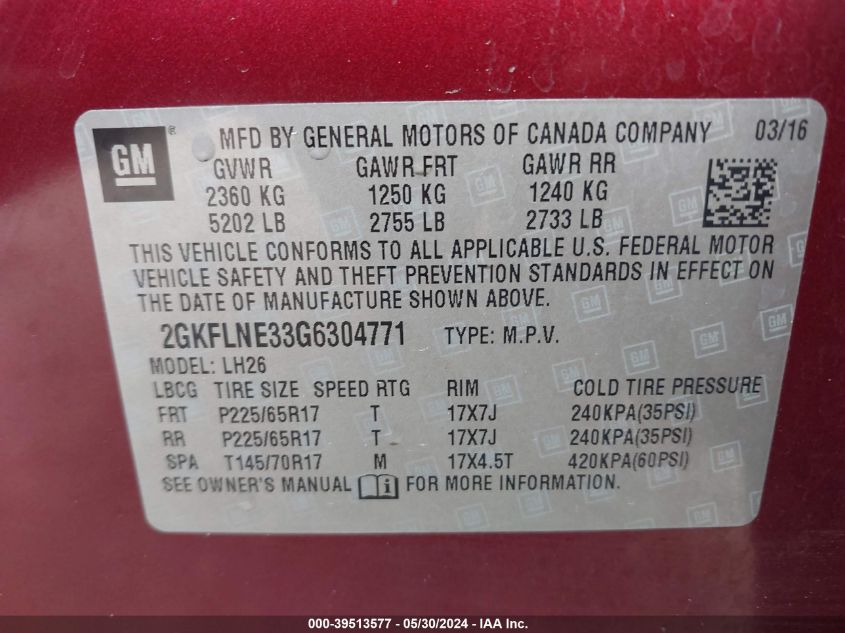 GM ® MFD BY GENERAL MOTORS OF CANADA COMPANY 03/16
GVWR GAWR FRT GAWR RR
2360 KG 1250 KG 1240 KG
5202 LB 2755 LB 2733 LB
THIS VEHICLE CONFORMS TO ALL APPLICABLE U.S. FEDERAL MOTOR
VEHICLE SAFETY AND THEFT PREVENTION STANDARDS IN EFFECT ON
THE DATE OF MANUFACTURE SHOWN ABOVE.
2GKFLNE33G6304771 TYPE: M.P.V.
MODEL: LH26
LBCG TIRE SIZE SPEED RTG RIM COLD TIRE PRESSURE
FRT P225/65R17 T 17X7J 240KPA(35PSI)
RR P225/65R17 T 17X7J 240KPA(35PSI)
SPA T145/70R17 M 17X4.5T 420KPA(60PSI)
SEE OWNER'S MANUAL i FOR MORE INFORMATION.
000-39513577 - 05/30/2024 - IAA Inc.